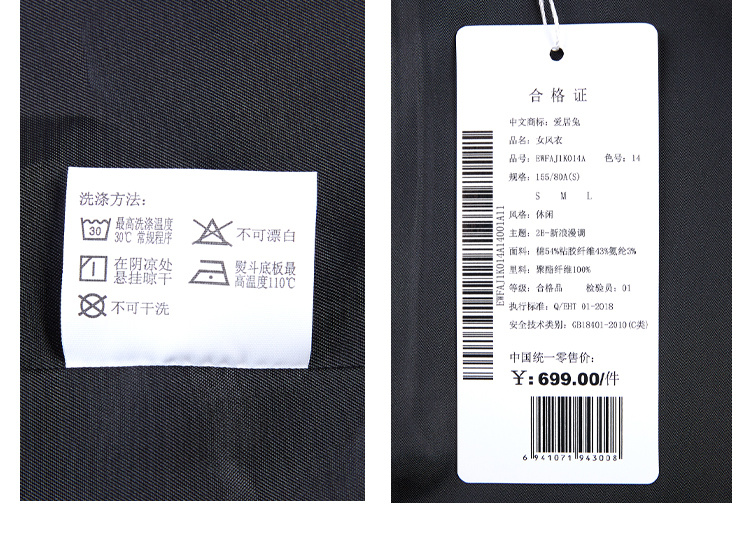 洗涤方法:
30
最高洗涤温度
30℃ 常规程序
不可漂白
在阴凉处
悬挂晾干
熨斗底板最
高温度110℃
不可干洗
合格证
中文商标: 爱居兔
品名: 女风衣
品号: EWFAJ1K014A 色号: 14
规格: 155/80A(S)
S M L
风格: 休闲
主题: 2B-新浪漫调
面料: 棉54%粘胶纤维43%氨纶3%
里料: 聚酯纤维100%
等级: 合格品 检验员: 01
执行标准: Q/EHT 01-2018
安全技术类别: GB18401-2010(C类)
中国统一零售价:
¥: 699.00/件
6 941071 943008
EWFAJ1K014A14001A11